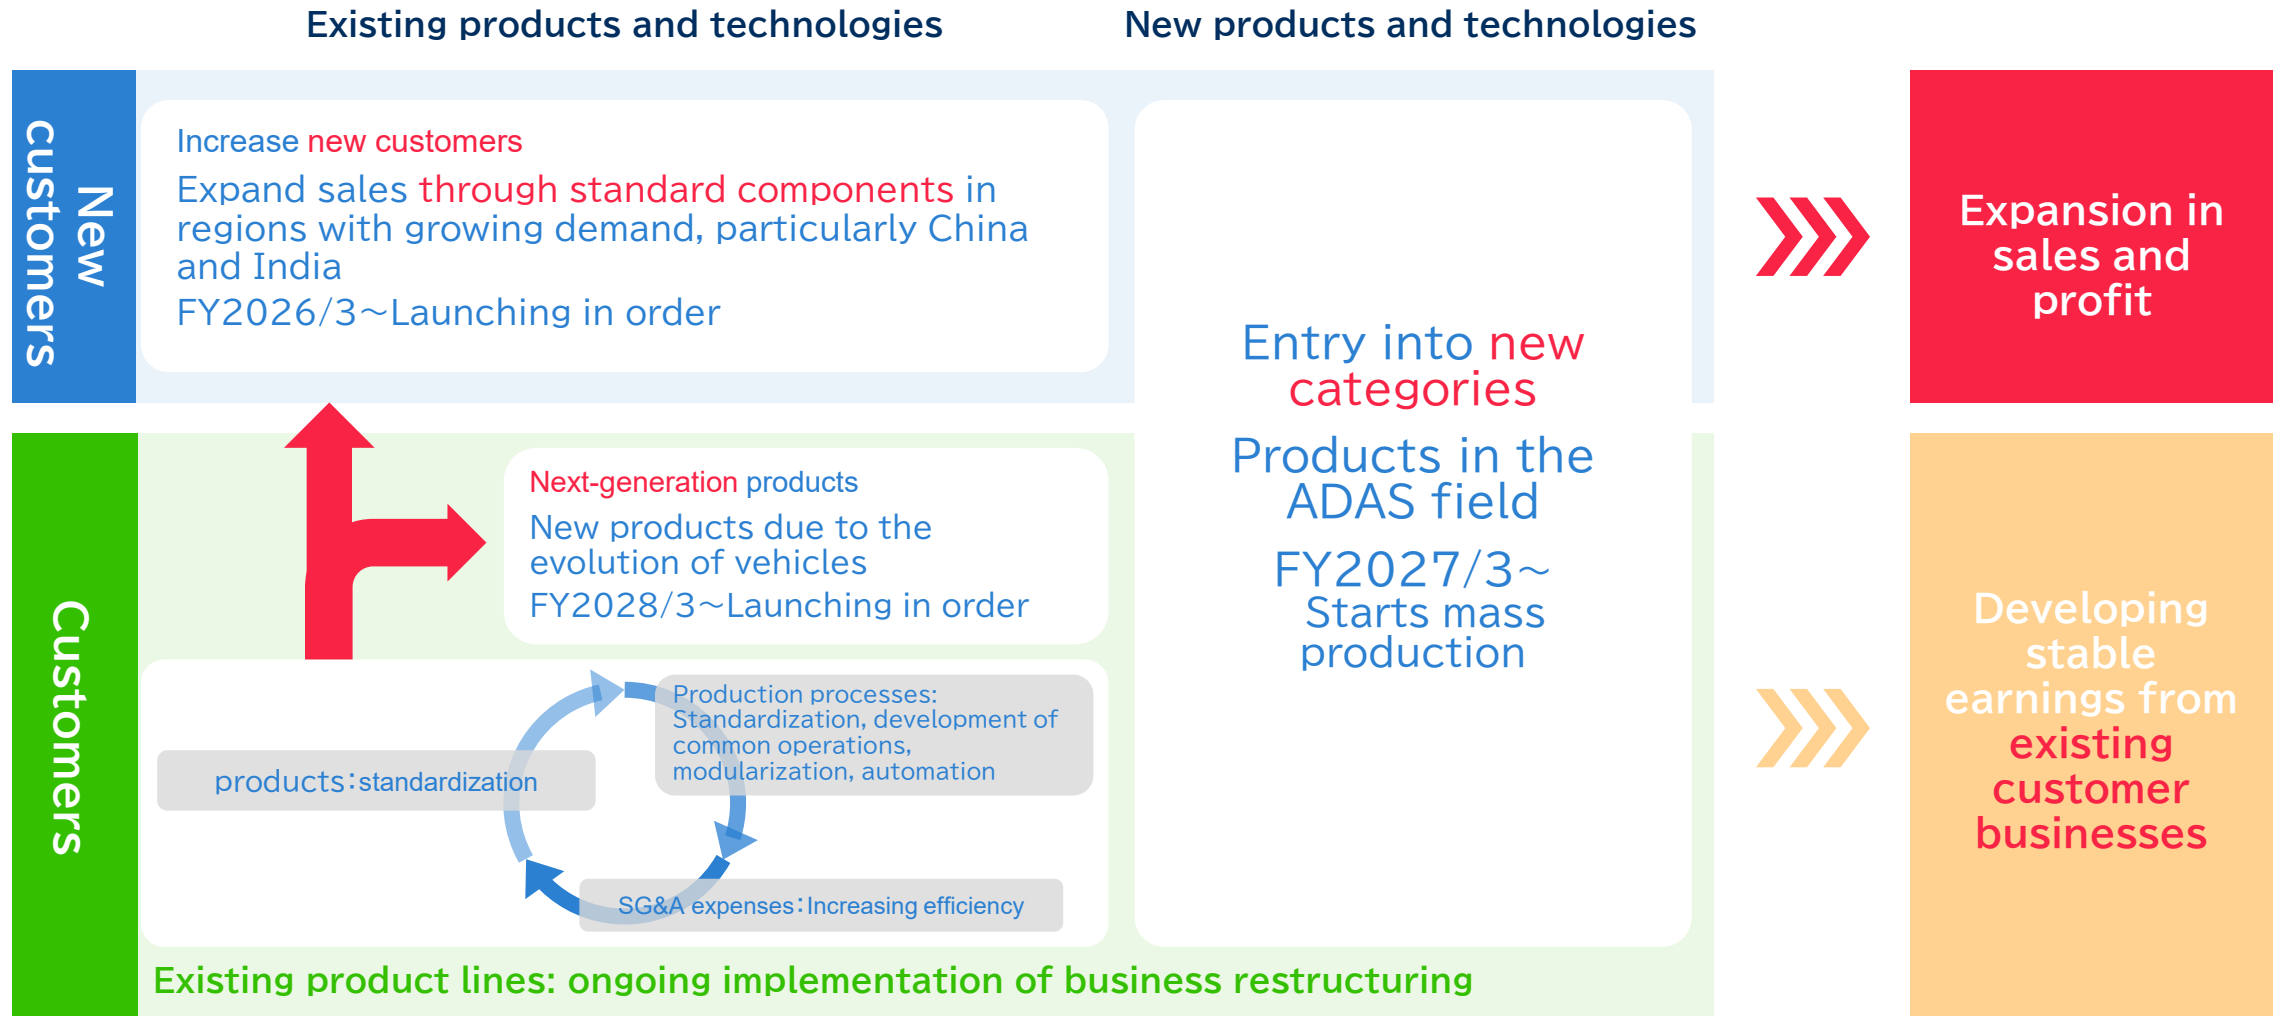 Existing products and technologies
New products and technologies
New
customers
Increase new customers
Expand sales through standard components in
regions with growing demand, particularly China
and India
FY2026/3～Launching in order
Expansion in
sales and
profit
Entry into new
categories
Products in the
ADAS field
FY2027/3～
Starts mass
production
Customers
Next-generation products
New products due to the
evolution of vehicles
FY2028/3～Launching in order
products：standardization
Production processes:
Standardization, development of
common operations,
modularization, automation
SG&A expenses：Increasing efficiency
Existing product lines: ongoing implementation of business restructuring
Developing
stable
earnings from
existing
customer
businesses